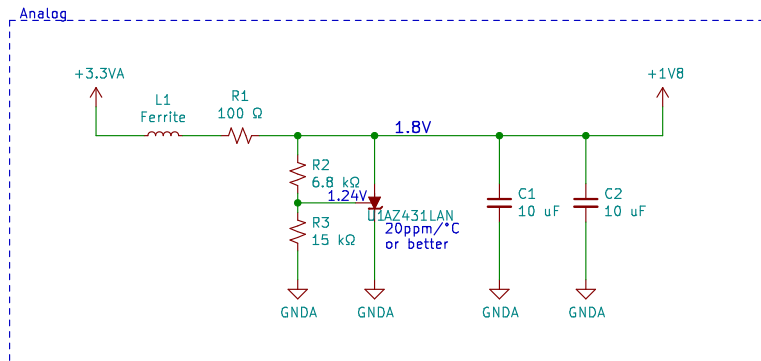 Analog
+3.3VA
+1V8
L1
Ferrite
R1
100 Ω
1.8V
R2
6.8 kΩ
1.24V
U1AZ431LAN
20ppm/°C
or better
R3
15 kΩ
C1
10 uF
C2
10 uF
GNDA
GNDA
GNDA
GNDA